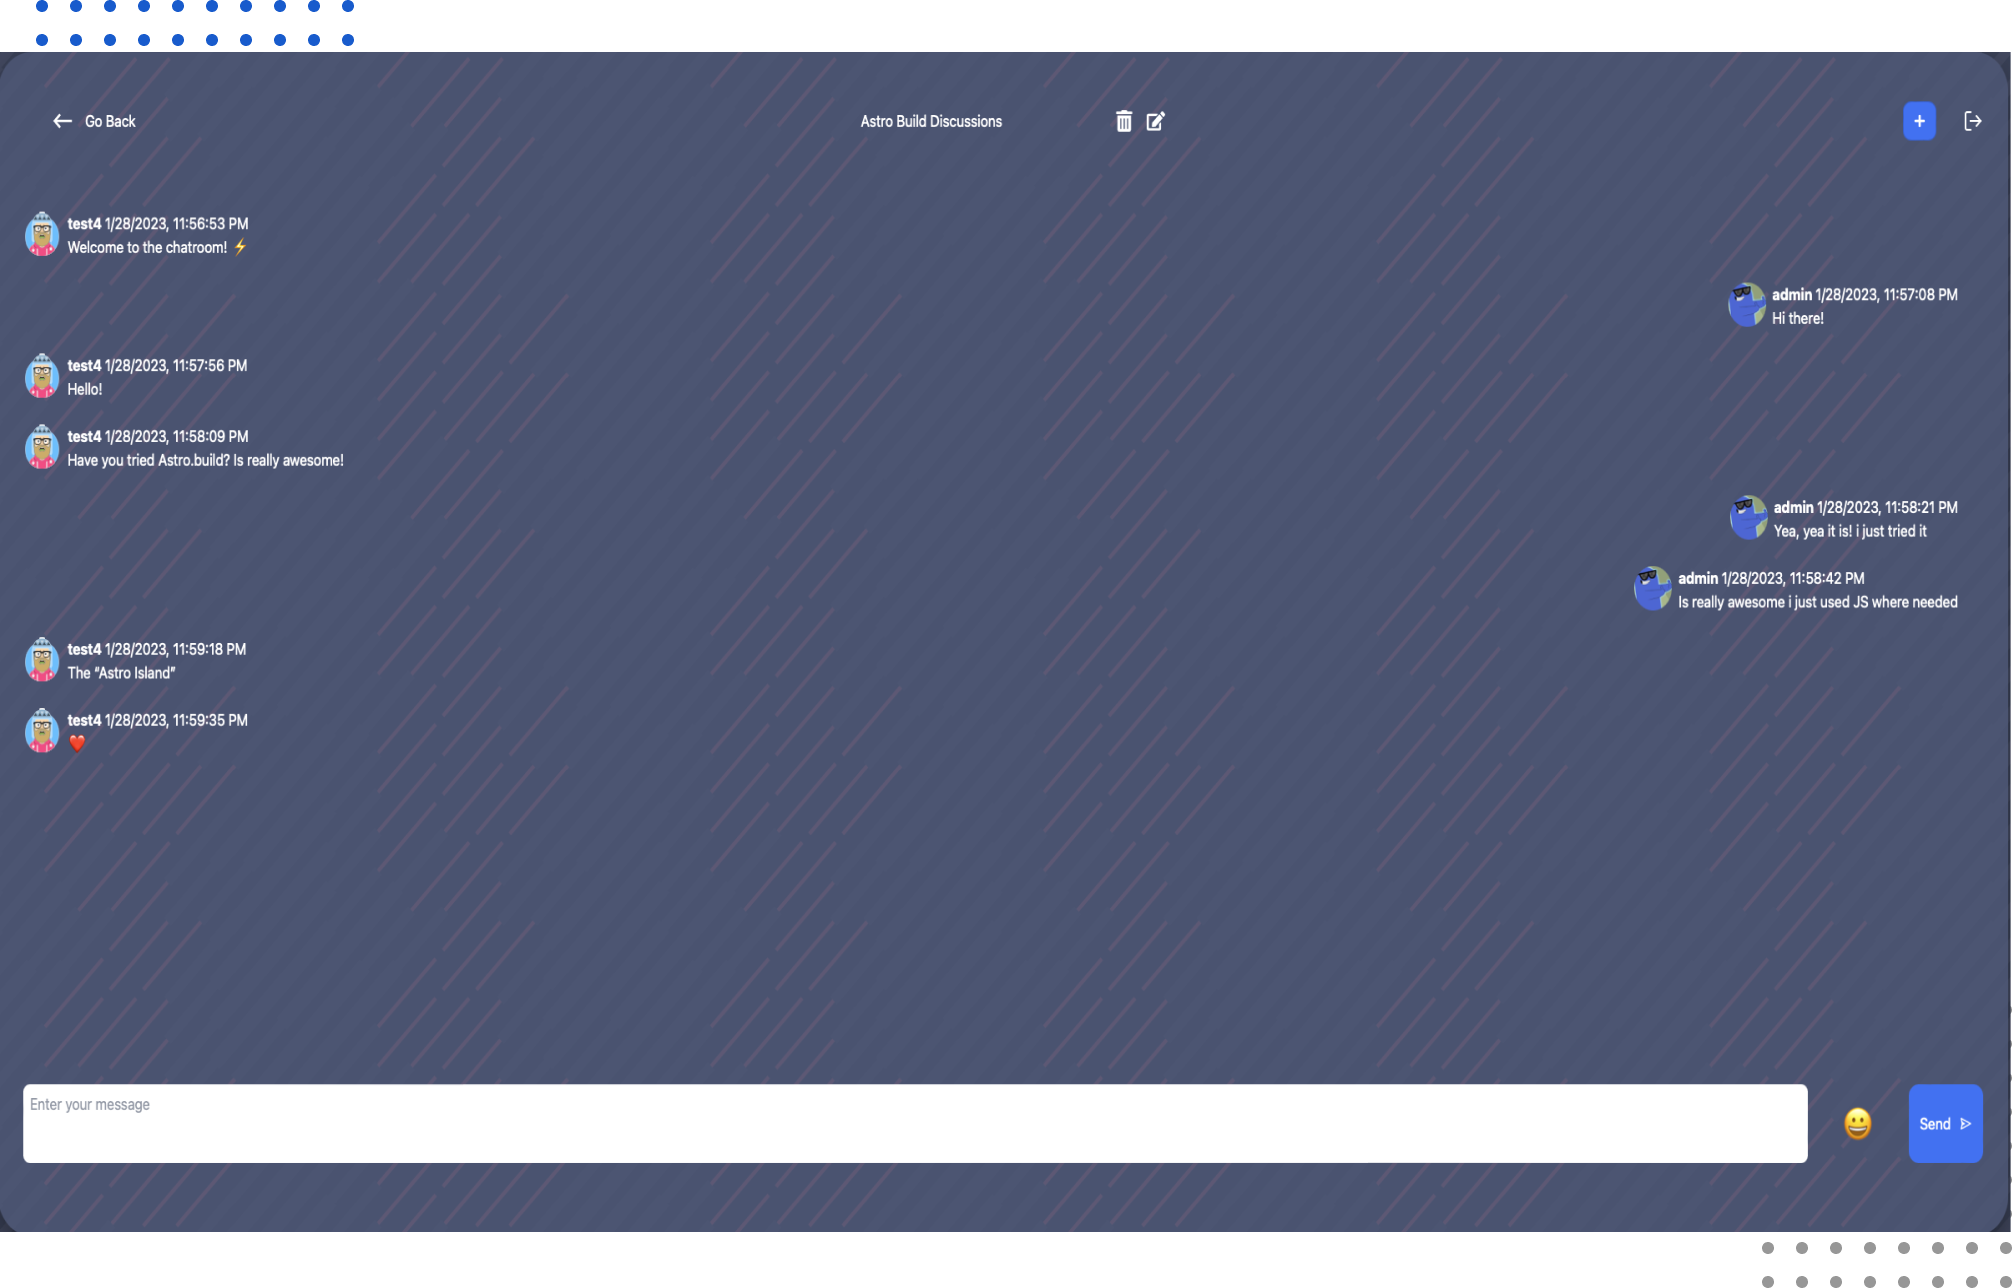 Go Back
Astro Build Discussions
+
test4 1/28/2023, 11:56:53 PM
Welcome to the chatroom! ⚡
admin 1/28/2023, 11:57:08 PM
Hi there!
test4 1/28/2023, 11:57:56 PM
Hello!
test4 1/28/2023, 11:58:09 PM
Have you tried Astro.build? Is really awesome!
admin 1/28/2023, 11:58:21 PM
Yea, yea it is! i just tried it
admin 1/28/2023, 11:58:42 PM
Is really awesome i just used JS where needed
test4 1/28/2023, 11:59:18 PM
The “Astro Island”
test4 1/28/2023, 11:59:35 PM
❤️
Enter your message
Send